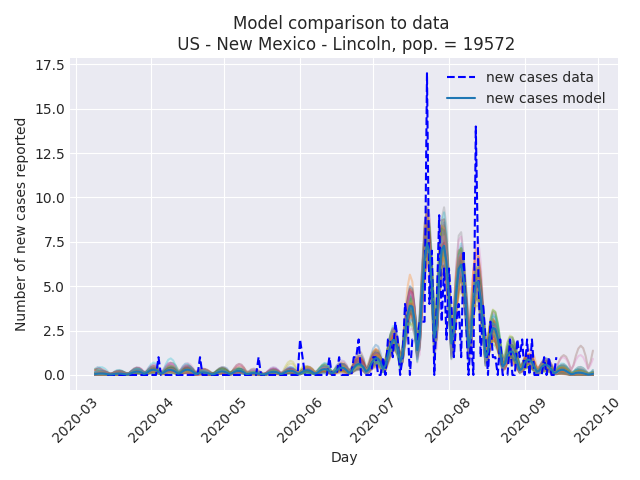 Model comparison to data
US - New Mexico - Lincoln, pop. = 19572
17.5
15.0
12.5
10.0
7.5
5.0
2.5
0.0
Number of new cases reported
new cases data
new cases model
2020-03
2020-04
2020-05
2020-06
2020-07
2020-08
2020-09
2020-10
Day